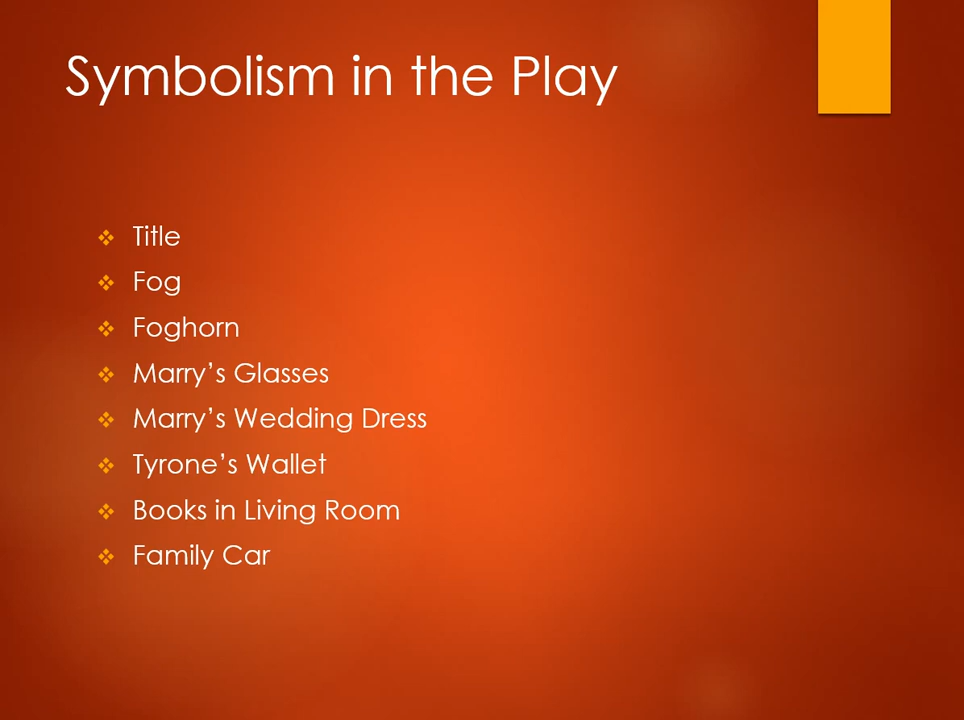 Symbolism in the Play
Title
Fog
Foghorn
Marry’s Glasses
Marry’s Wedding Dress
Tyrone’s Wallet
Books in Living Room
Family Car